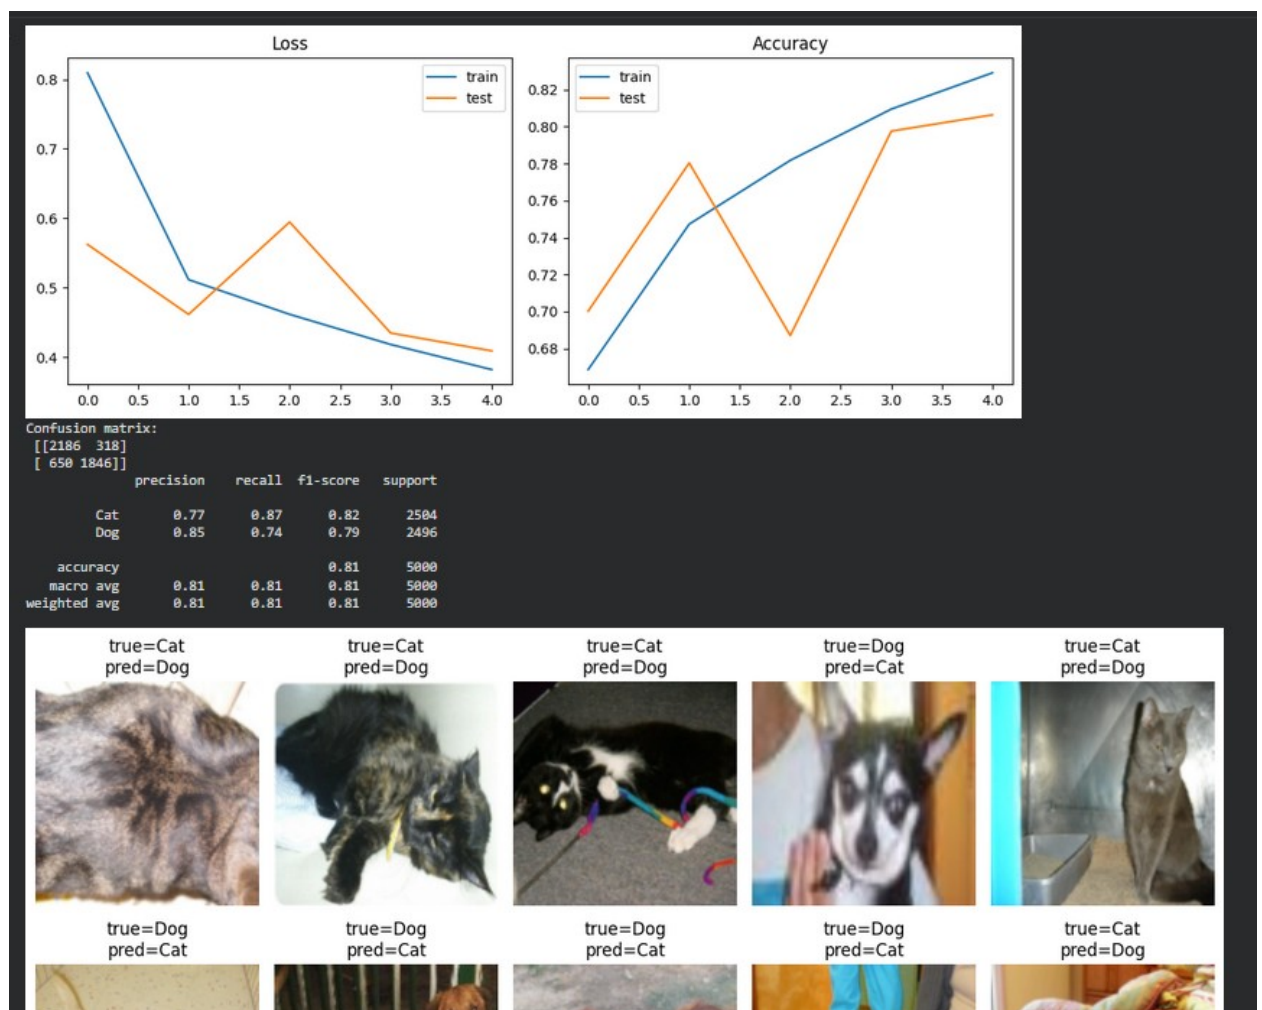 Loss
Accuracy
train
test
train
test
0.8
0.7
0.6
0.5
0.4
0.82
0.80
0.78
0.76
0.74
0.72
0.70
0.68
0.0 0.5 1.0 1.5 2.0 2.5 3.0 3.5 4.0
0.0 0.5 1.0 1.5 2.0 2.5 3.0 3.5 4.0
Confusion matrix:
[[2186 318]
[ 650 1846]]
precision recall f1-score support
Cat 0.77 0.87 0.82 2504
Dog 0.85 0.74 0.79 2496
accuracy 0.81 5000
macro avg 0.81 0.81 0.81 5000
weighted avg 0.81 0.81 0.81 5000
true=Cat true=Cat true=Cat true=Dog true=Cat
pred=Dog pred=Dog pred=Dog pred=Cat pred=Dog
true=Dog true=Dog true=Dog true=Dog true=Cat
pred=Cat pred=Cat pred=Cat pred=Cat pred=Dog